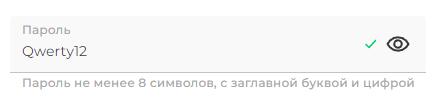 Пароль
Qwerty12
Пароль не менее 8 символов, с заглавной буквой и цифрой